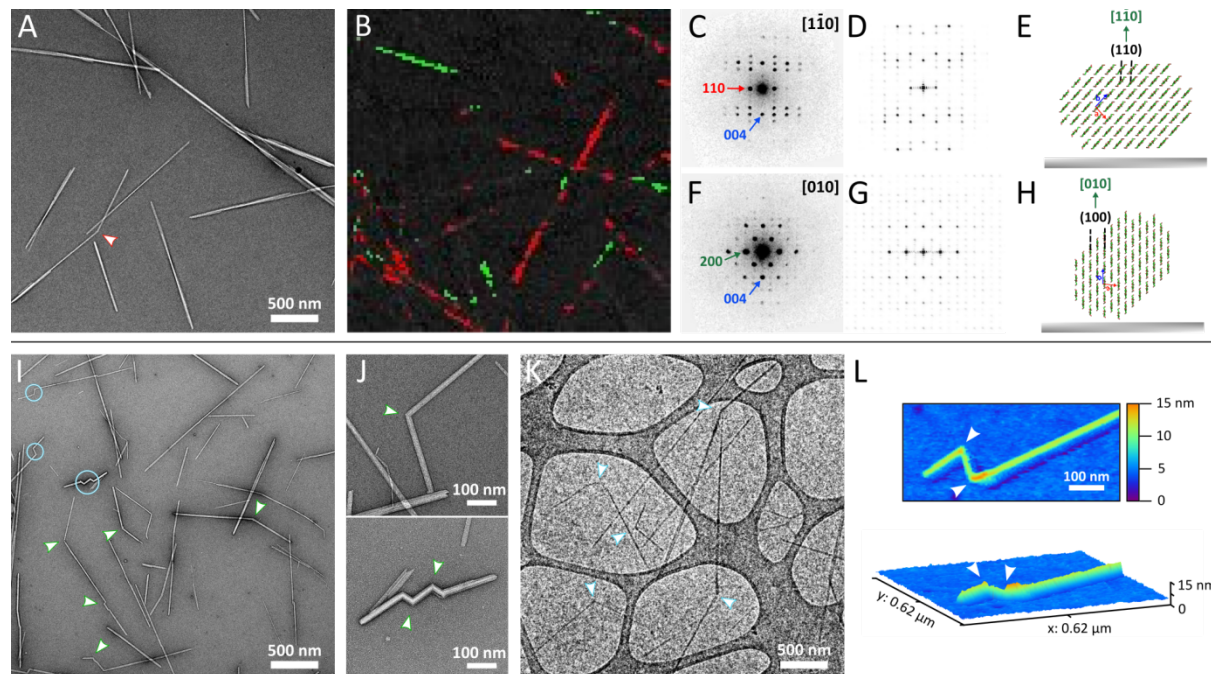 A
500 nm
B
C
[11̄0]
110
004
D
E
[11̄0]
(110)
b
a
F
[010]
200
004
G
H
[010]
(100)
I
500 nm
J
100 nm
100 nm
K
500 nm
L
15 nm
10
5
0
100 nm
15 nm
0
y: 0.62 µm
x: 0.62 µm